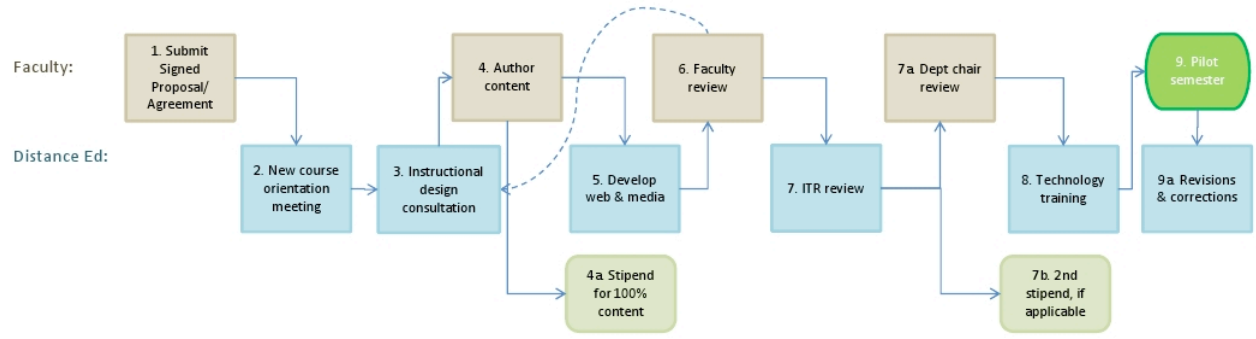 Faculty:
1. Submit
Signed
Proposal/
Agreement
4. Author
content
6. Faculty
review
7a. Dept chair
review
9. Pilot
semester
Distance Ed:
2. New course
orientation
meeting
3. Instructional
design
consultation
5. Develop
web & media
7. ITR review
8. Technology
training
9a. Revisions
& corrections
4a. Stipend
for 100%
content
7b. 2nd
stipend, if
applicable